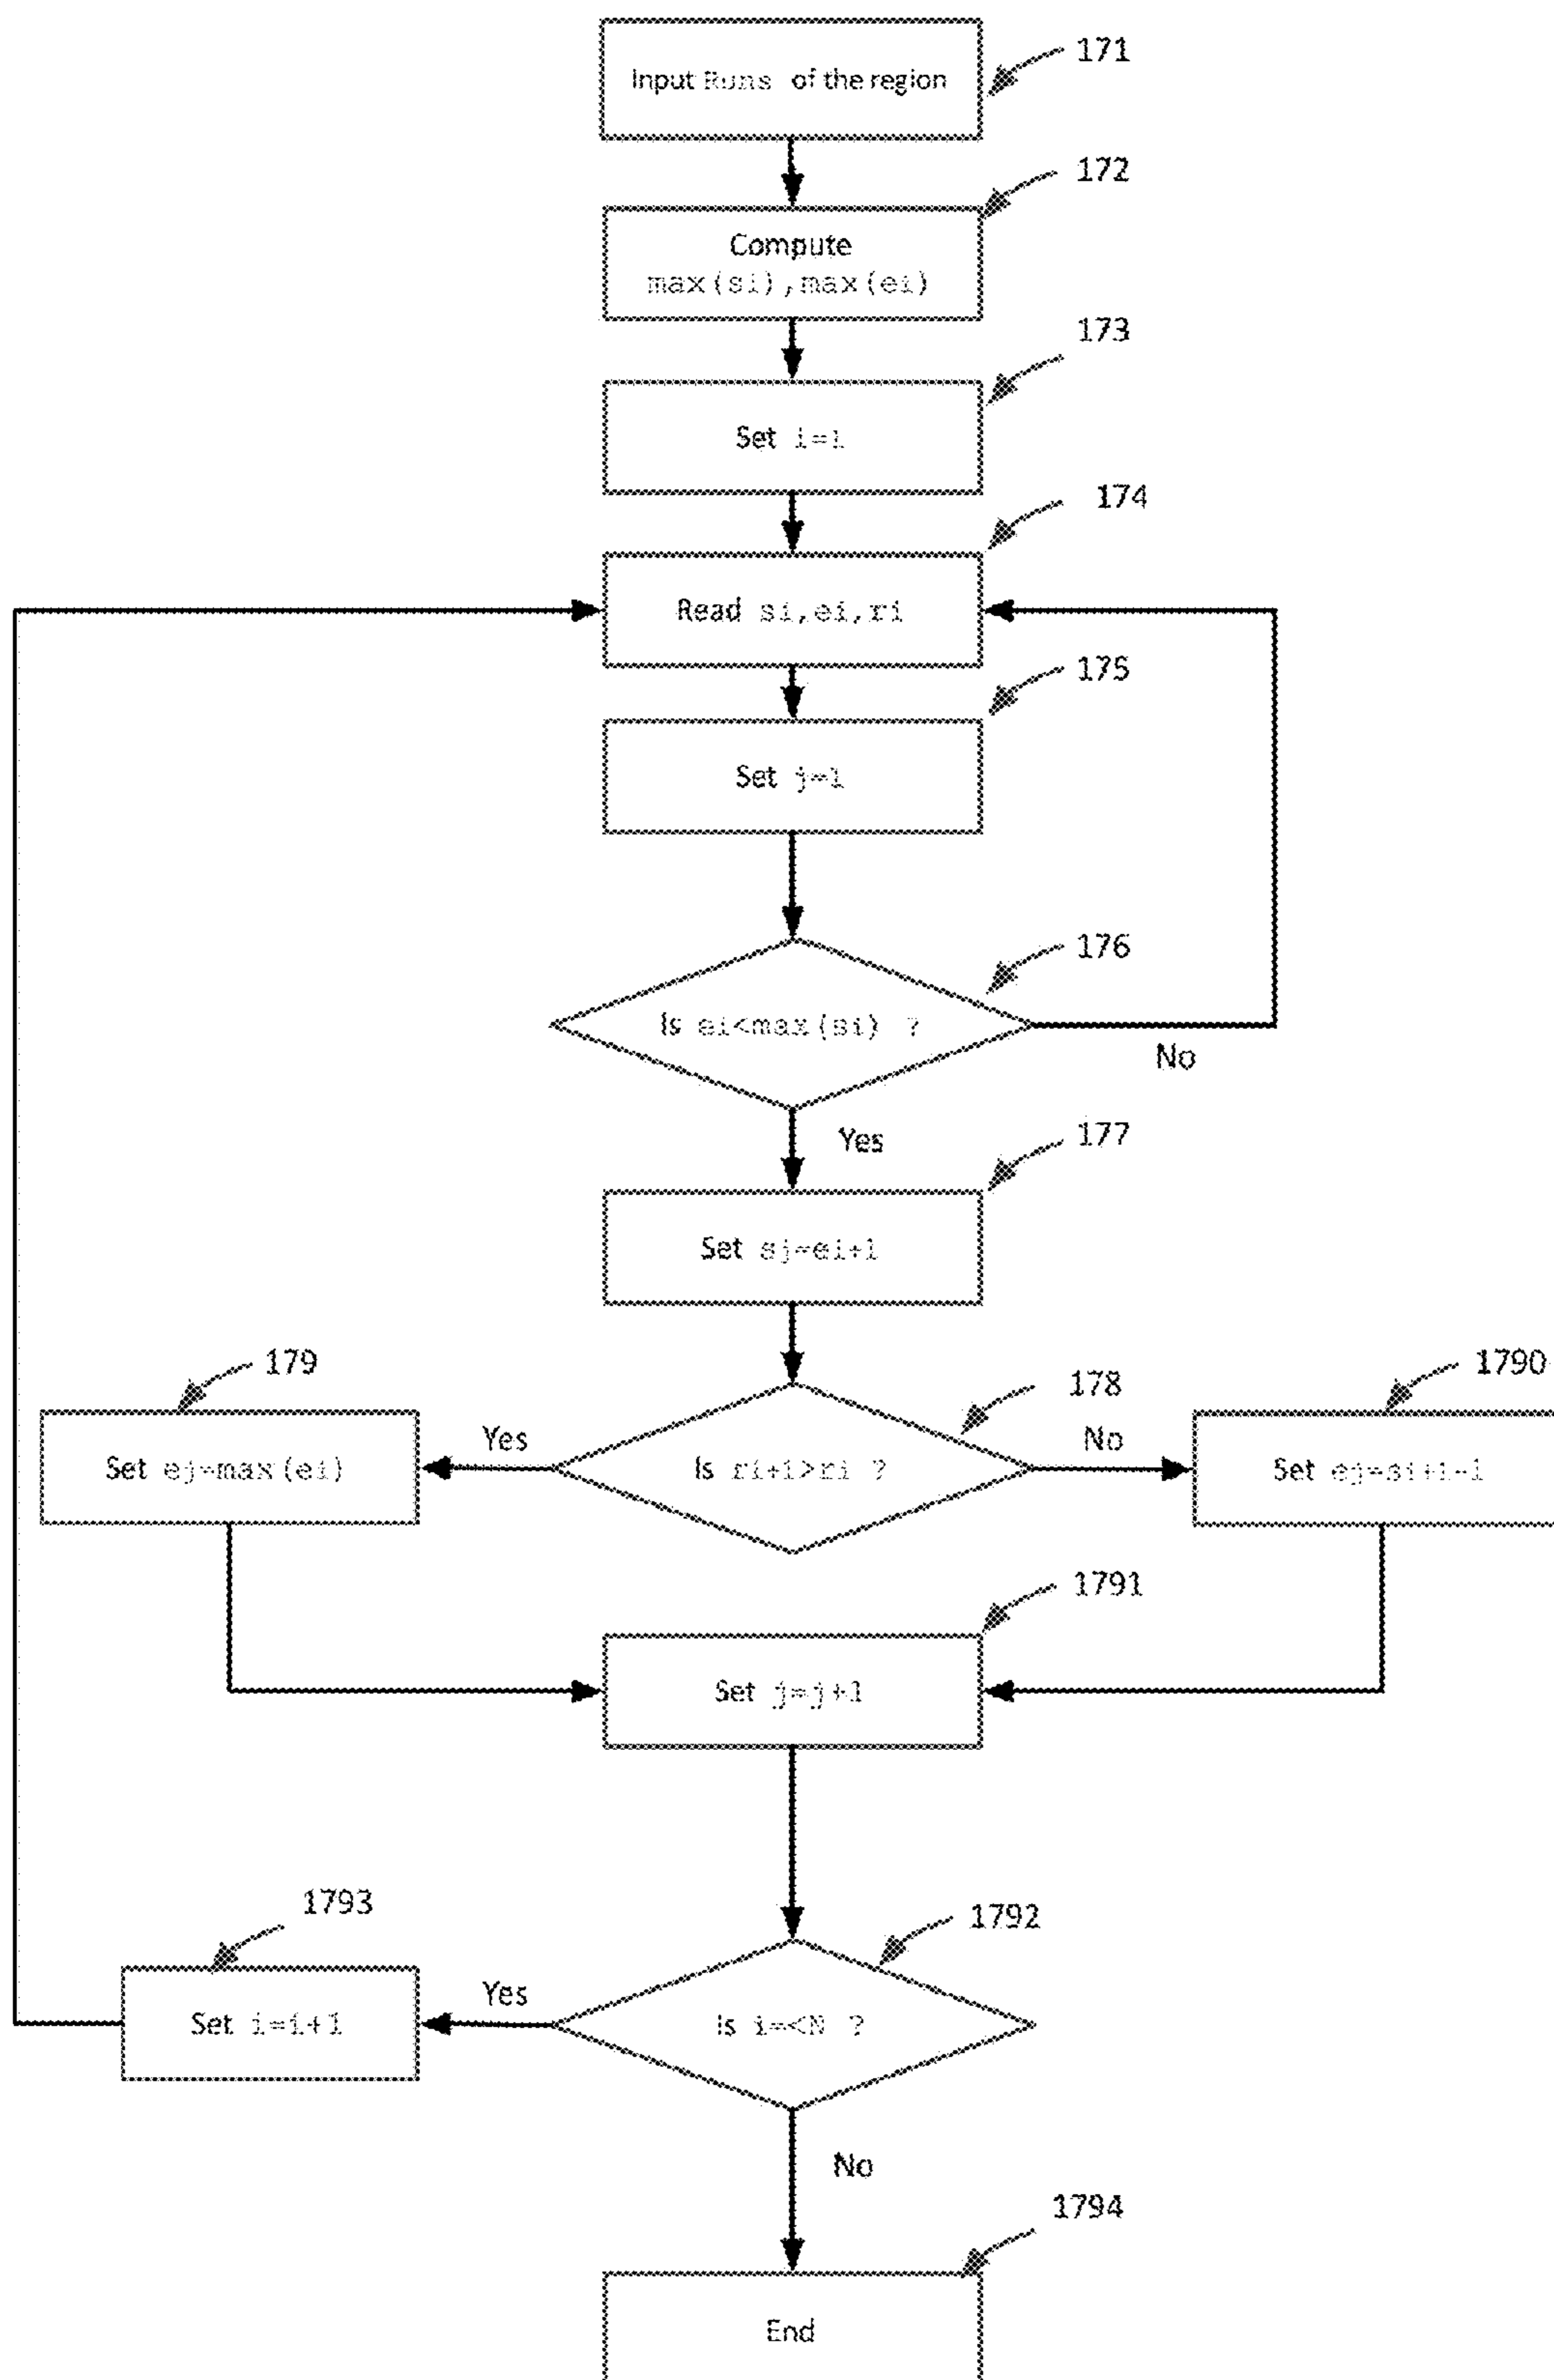 Input Runs of the region
171
Compute
max(si),max(ei)
172
Set i=1
173
Read si,ei,ri
174
Set j=1
175
Is ei<max(si) ?
176
No
Yes
Set sj=ei+1
177
Is ri+1>ri ?
178
Yes
No
Set ej=max(ei)
179
Set ej=si+1-1
1790
Set j=j+1
1791
Is i=<N ?
1792
Yes
No
Set i=i+1
1793
End
1794